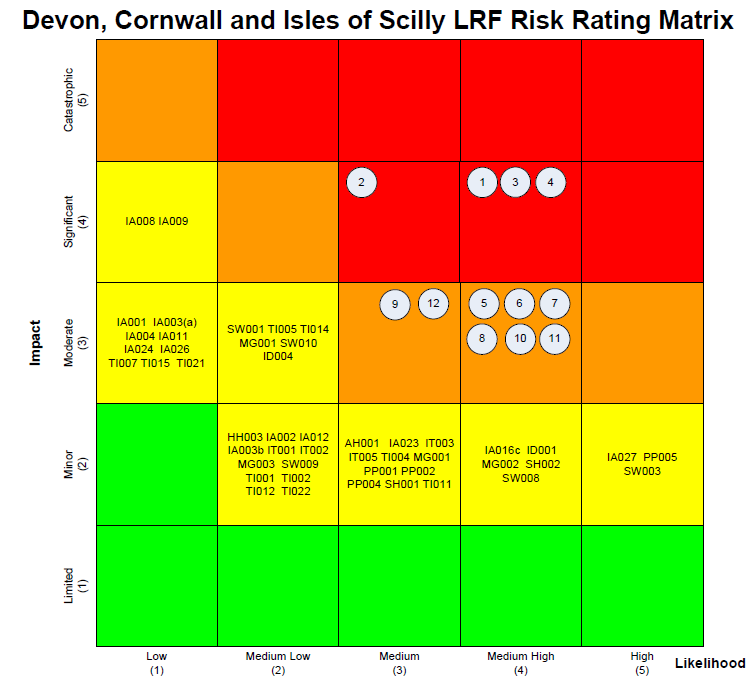 Devon, Cornwall and Isles of Scilly LRF Risk Rating Matrix
Impact
Catastrophic
(5)
2
1 3 4
Significant
(4)
IA008 IA009
9 12
5 6 7
8 10 11
Moderate
(3)
IA001 IA003(a)
IA004 IA011
IA024 IA026
TI007 TI015 TI021
SW001 TI005 TI014
MG001 SW010
ID004
Minor
(2)
HH003 IA002 IA012
IA003b IT001 IT002
MG003 SW009
TI001 TI002
TI012 TI022
AH001 IA023 IT003
IT005 TI004 MG001
PP001 PP002
PP004 SH001 TI011
IA016c ID001
MG002 SH002
SW008
IA027 PP005
SW003
Limited
(1)
Low
(1)
Medium Low
(2)
Medium
(3)
Medium High
(4)
High
(5)
Likelihood